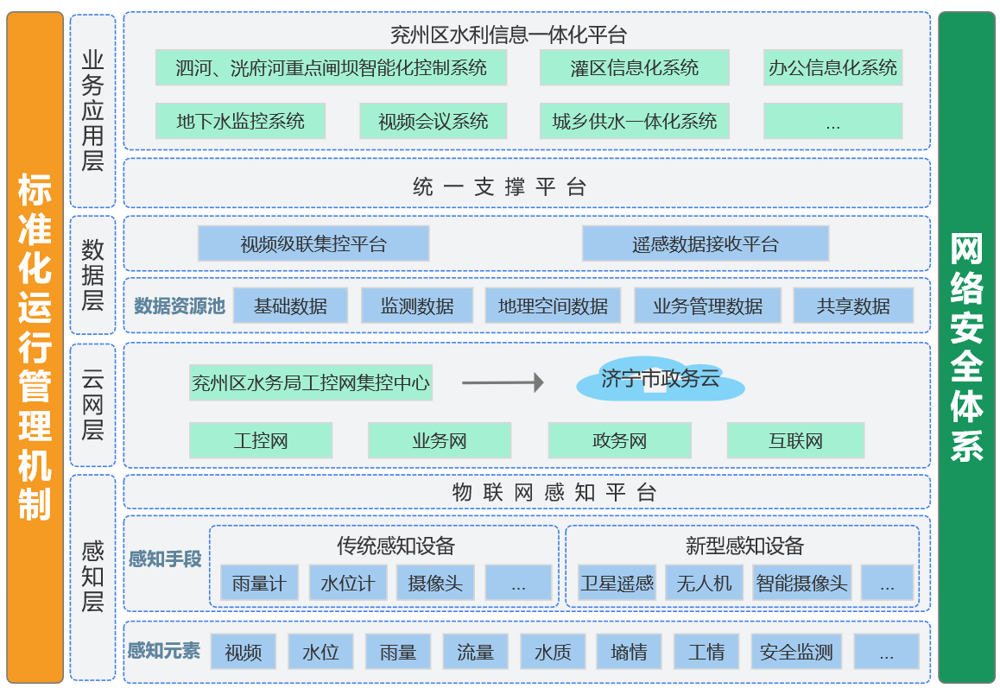 标准化运行管理机制
业务应用层
兖州区水利信息一体化平台
泗河、洸府河重点闸坝智能化控制系统
灌区信息化系统
办公信息化系统
地下水监控系统
视频会议系统
城乡供水一体化系统
...
统一支撑平台
数据层
视频级联集控平台
遥感数据接收平台
数据资源池
基础数据
监测数据
地理空间数据
业务管理数据
共享数据
云网层
兖州区水务局工控网集控中心
济宁市政务云
工控网
业务网
政务网
互联网
感知层
物联网感知平台
感知手段
传统感知设备
雨量计
水位计
摄像头
...
新型感知设备
卫星遥感
无人机
智能摄像头
...
感知元素
视频
水位
雨量
流量
水质
墒情
工情
安全监测
...
网络安全体系